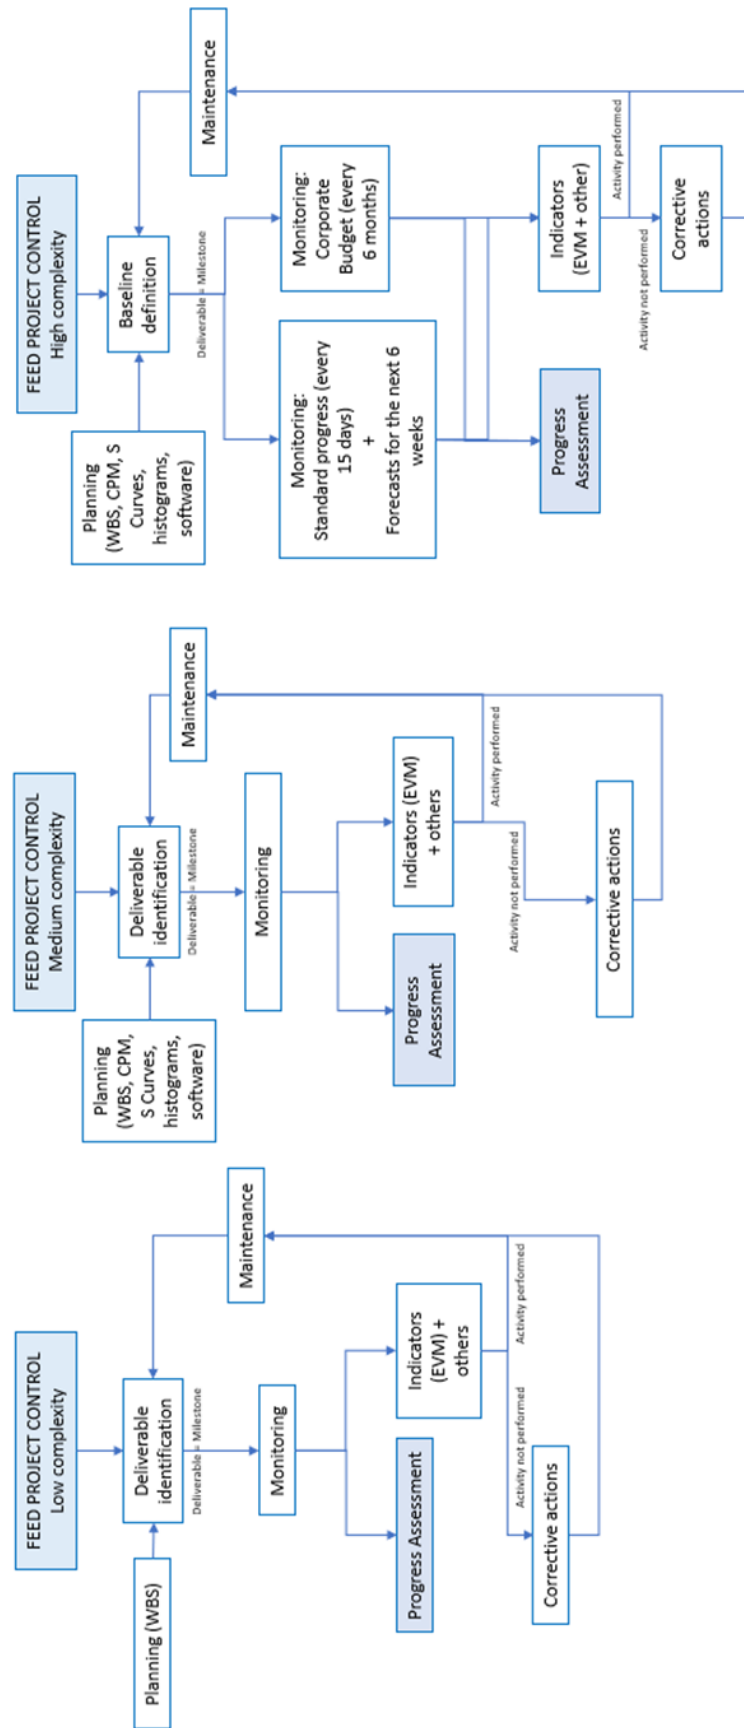 FEED PROJECT CONTROL
Low complexity
Planning (WBS)
Deliverable
identification
Maintenance
Deliverable = Milestone
Monitoring
Progress Assessment
Indicators
(EVM) +
others
Activity not performed
Activity performed
Corrective actions
FEED PROJECT CONTROL
Medium complexity
Planning
(WBS, CPM,
S Curves,
histograms,
software)
Deliverable
identification
Maintenance
Deliverable = Milestone
Monitoring
Progress
Assessment
Indicators (EVM)
+ others
Activity not performed
Activity performed
Corrective actions
FEED PROJECT CONTROL
High complexity
Planning
(WBS, CPM, S
Curves,
histograms,
software)
Baseline
definition
Maintenance
Deliverable = Milestone
Monitoring:
Standard progress (every
15 days)
+
Forecasts for the next 6
weeks
Monitoring:
Corporate
Budget (every
6 months)
Progress
Assessment
Indicators
(EVM + other)
Activity not performed
Activity performed
Corrective
actions